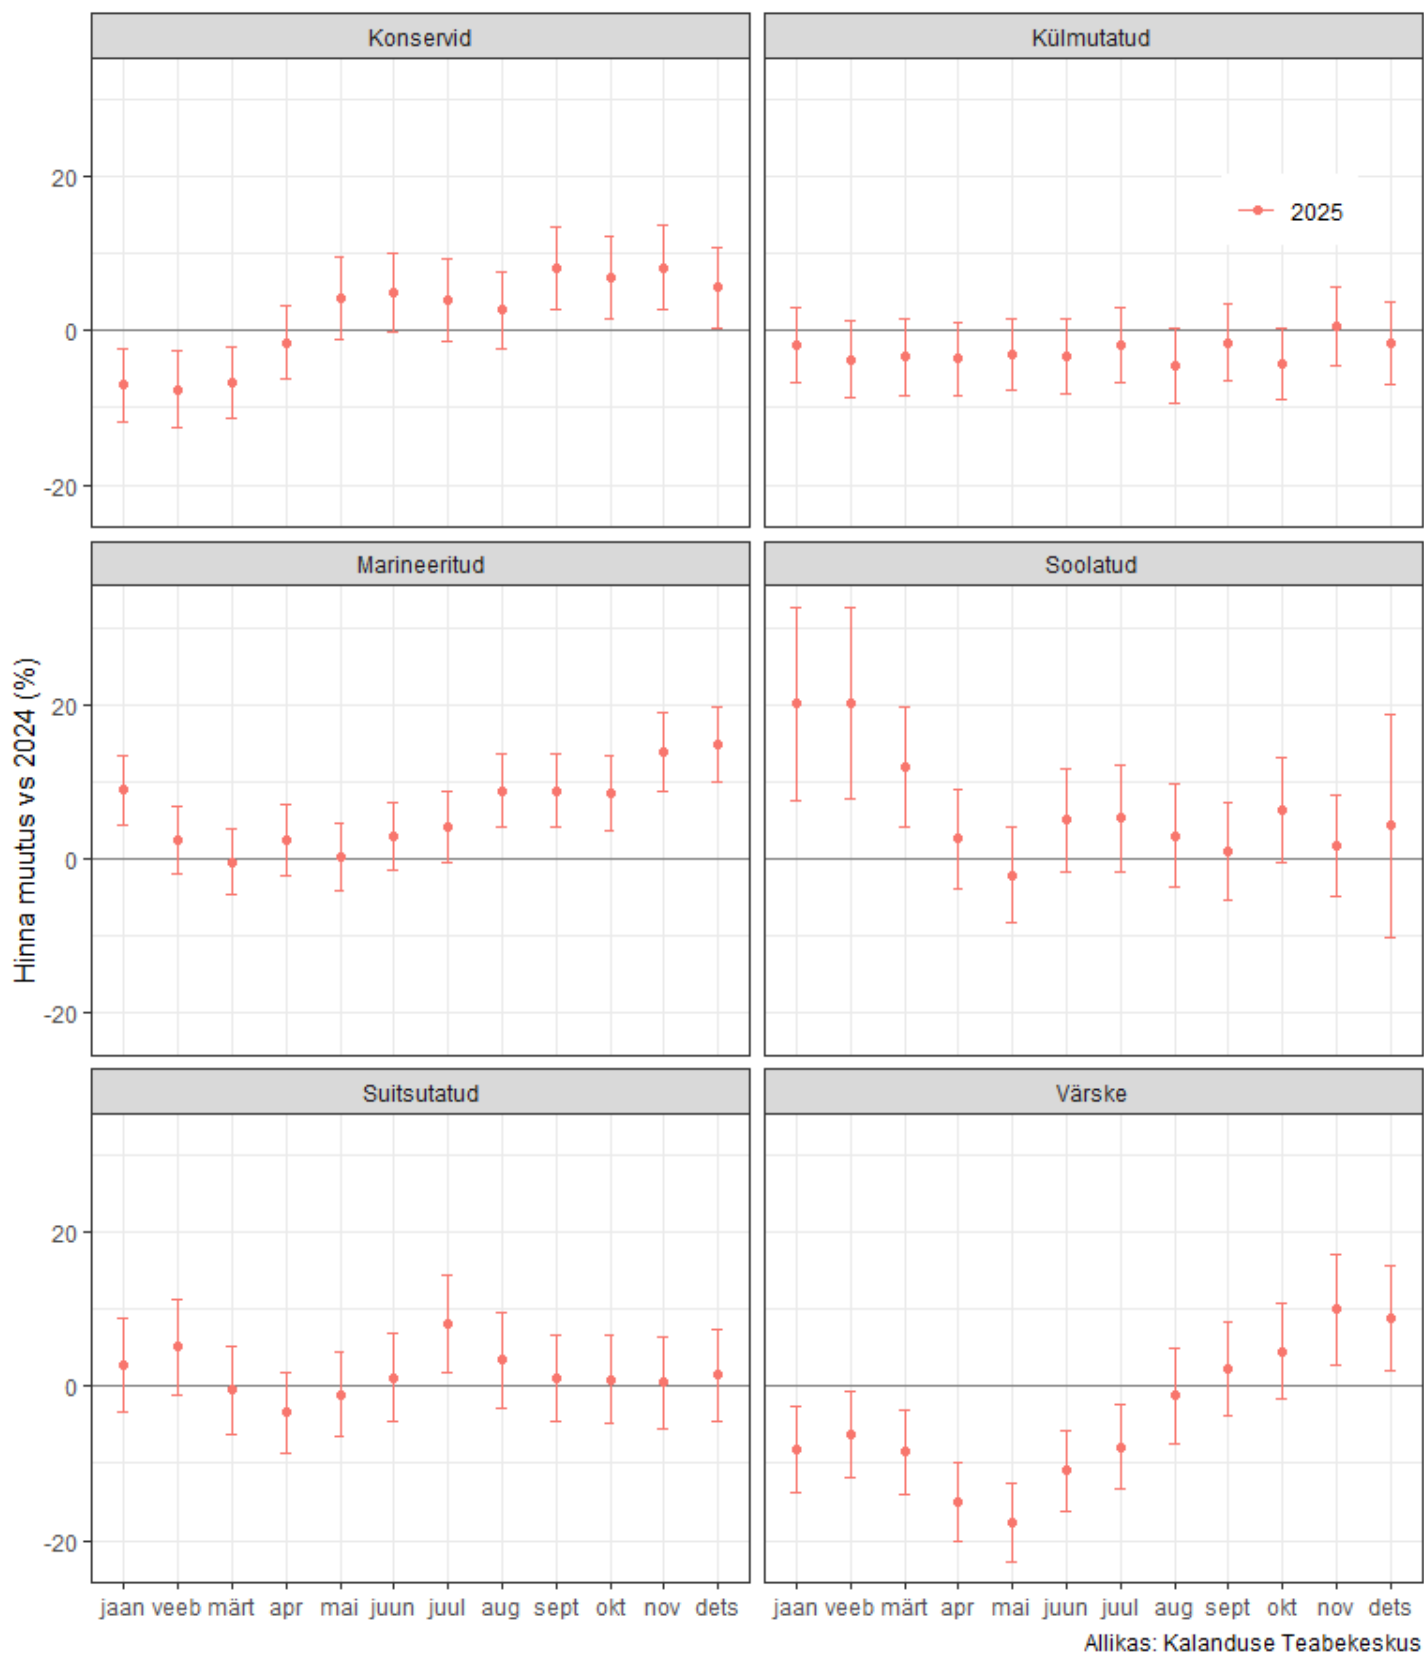 Konservid
Külmutatud
20
0
-20
2025
Marineeritud
Soolatud
Hinna muutus vs 2024 (%)
20
0
-20
Suitsutatud
Värske
20
0
-20
jaan veeb märt apr mai juun juul aug sept okt nov dets
jaan veeb märt apr mai juun juul aug sept okt nov dets
Allikas: Kalanduse Teabekeskus